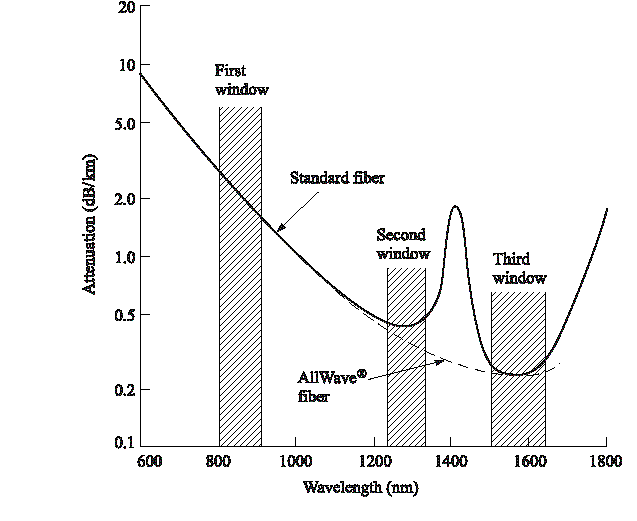 20
10
5.0
2.0
1.0
0.5
0.2
0.1
Attenuation (dB/km)
First
window
Standard fiber
Second
window
Third
window
AllWave®
fiber
600 800 1000 1200 1400 1600 1800
Wavelength (nm)